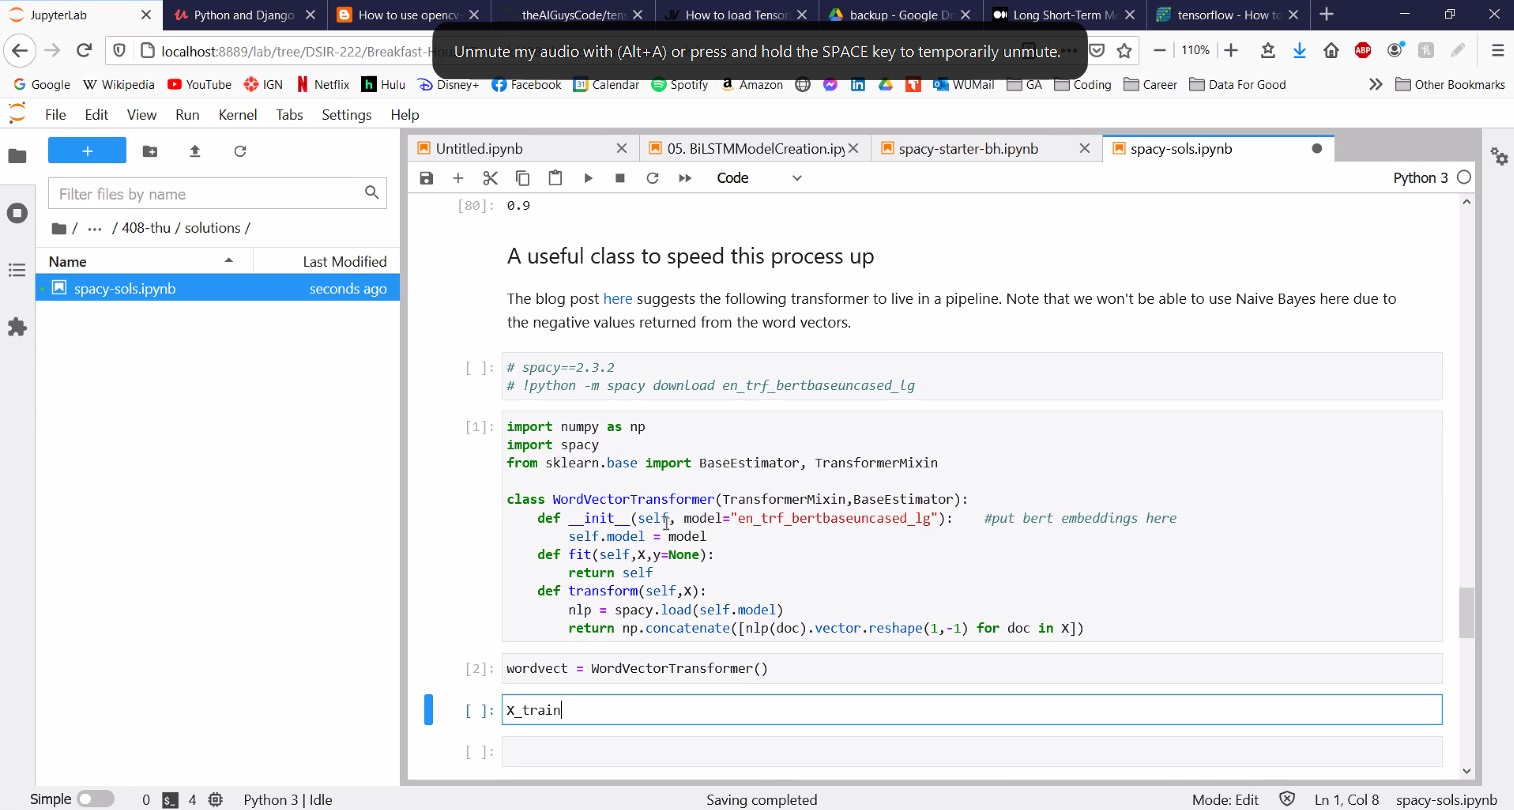 JupyterLab
Python and Django
How to use opencv-
theAIGuysCode/tens
How to load Tensor
backup - Google Dr
Long Short-Term Me
tensorflow - How to
localhost:8889/lab/tree/DSIR-222/Breakfast-Hou
110%
Unmute my audio with (Alt+A) or press and hold the SPACE key to temporarily unmute.
Google Wikipedia YouTube IGN Netflix Hulu Disney+ Facebook Calendar Spotify Amazon WUMail GA Coding Career Data For Good Other Bookmarks
File Edit View Run Kernel Tabs Settings Help
Untitled.ipynb
05. BiLSTMModelCreation.ipy
spacy-starter-bh.ipynb
spacy-sols.ipynb
Code
Python 3
Filter files by name
/ ··· / 408-thu / solutions /
Name Last Modified
spacy-sols.ipynb seconds ago
[80]: 0.9
A useful class to speed this process up
The blog post here suggests the following transformer to live in a pipeline. Note that we won't be able to use Naive Bayes here due to
the negative values returned from the word vectors.
[ ]: # spacy==2.3.2
# !python -m spacy download en_trf_bertbaseuncased_lg
[1]: import numpy as np
import spacy
from sklearn.base import BaseEstimator, TransformerMixin
class WordVectorTransformer(TransformerMixin,BaseEstimator):
def __init__(self, model="en_trf_bertbaseuncased_lg"): #put bert embeddings here
self.model = model
def fit(self,X,y=None):
return self
def transform(self,X):
nlp = spacy.load(self.model)
return np.concatenate([nlp(doc).vector.reshape(1,-1) for doc in X])
[2]: wordvect = WordVectorTransformer()
[ ]: X_train
[ ]:
Simple 0 4 Python 3 | Idle Saving completed Mode: Edit Ln 1, Col 8 spacy-sols.ipynb